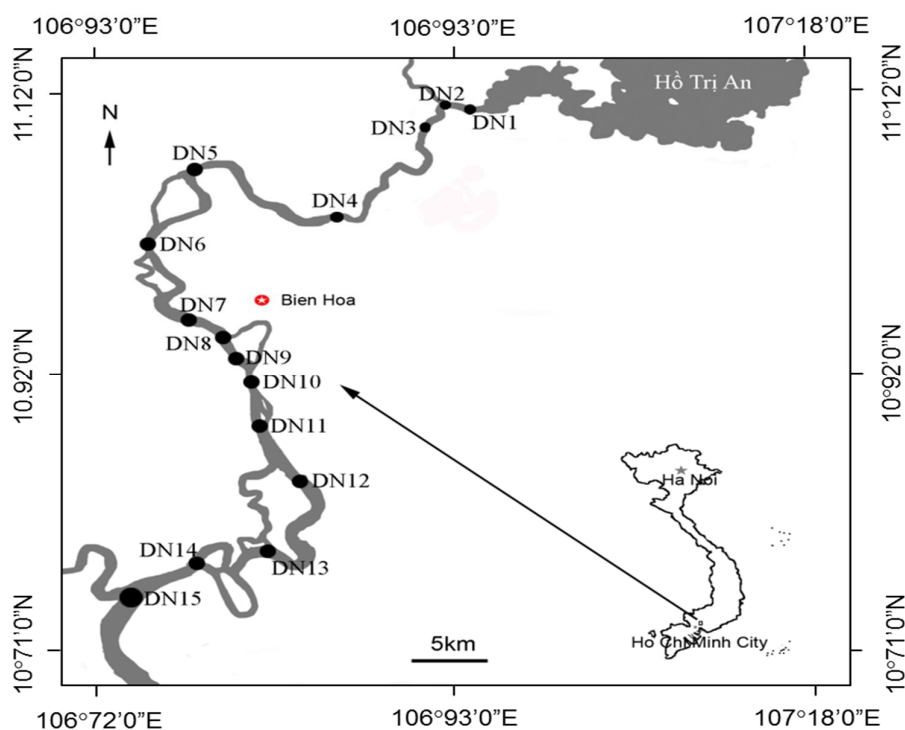 106°93’0”E 106°93’0”E 107°18’0”E
11.12’0”N
11°12’0”N
Hồ Trị An
N
DN2
DN1
DN3
DN5
DN4
DN6
Bien Hoa
DN7
DN8
DN9
DN10
10.92’0”N
10°92’0”N
DN11
DN12
Ha Noi
DN14
DN13
DN15
5km
Ho Chi Minh City
10°71’0”N
10°71’0”N
106°72’0”E 106°93’0”E 107°18’0”E